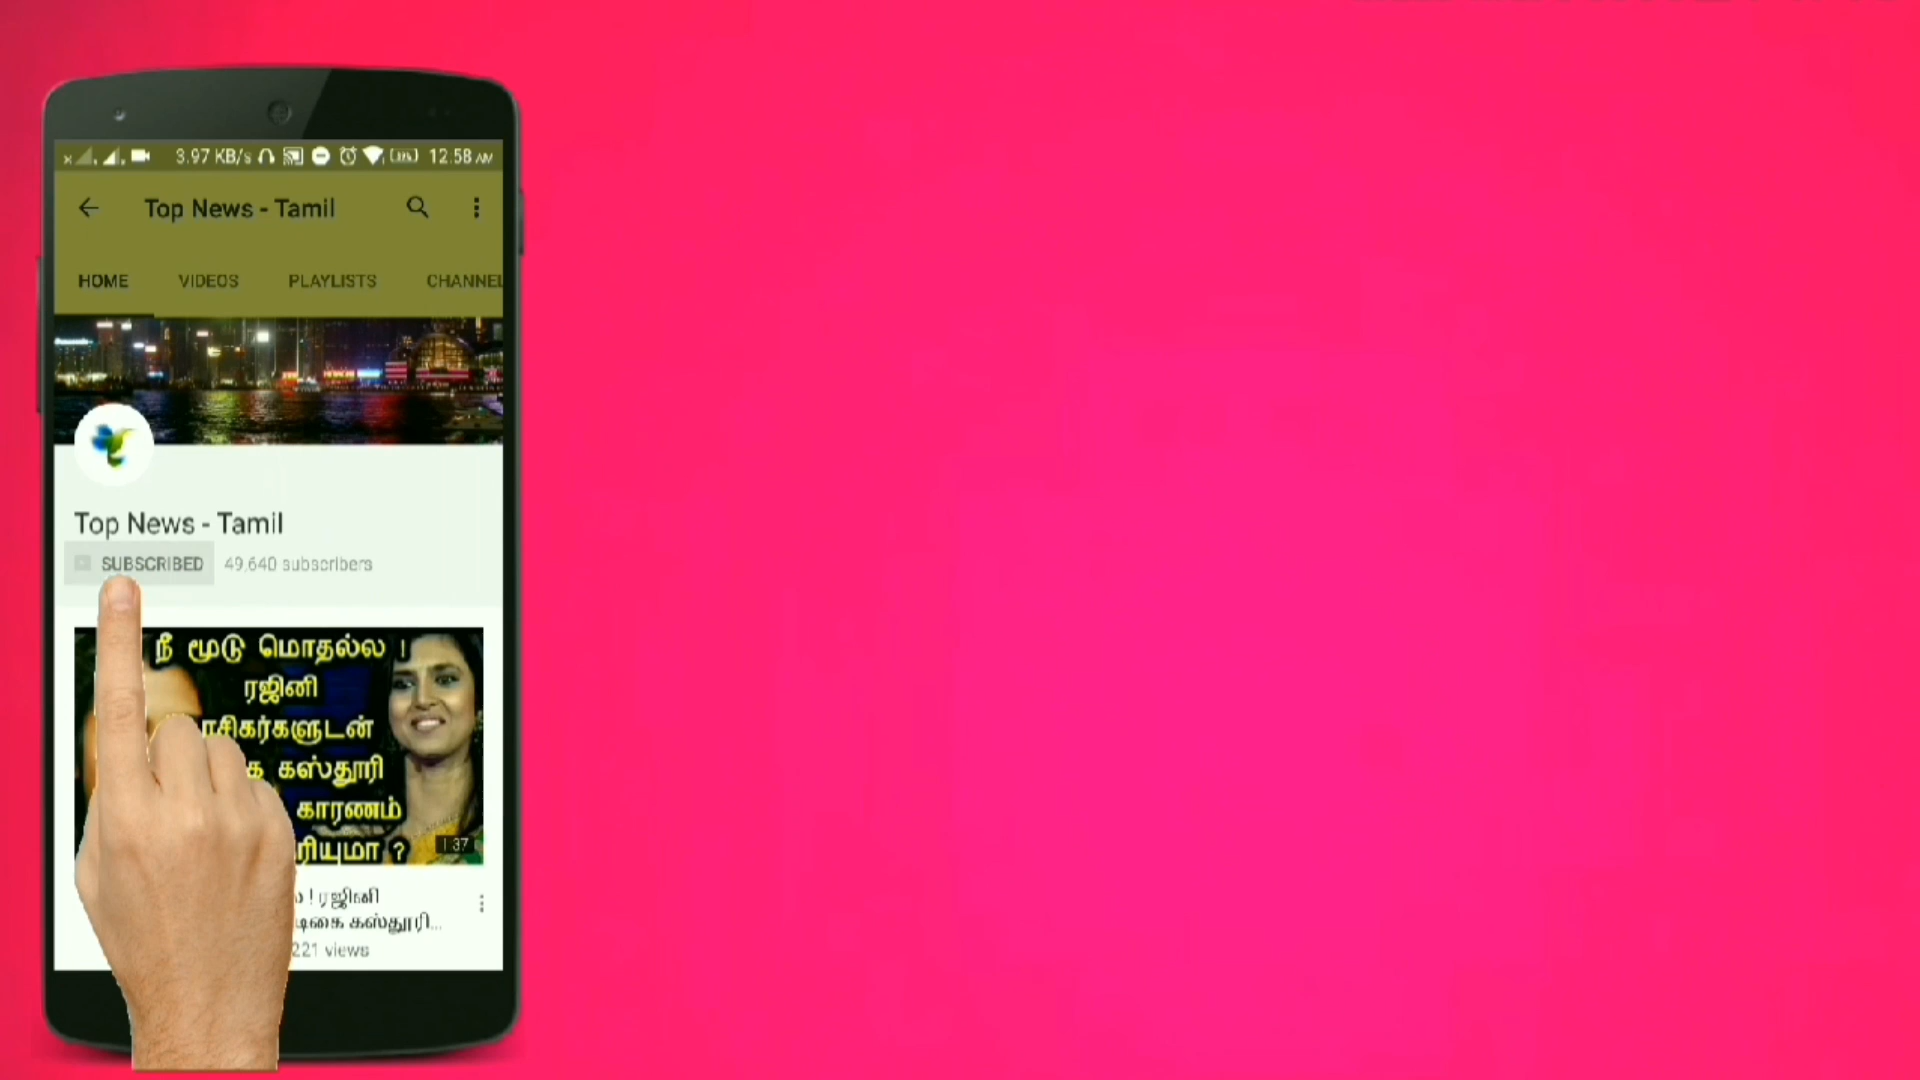 3.97 KB/s 12:58 AM
Top News - Tamil
HOME VIDEOS PLAYLISTS CHANNEL
Top News - Tamil
SUBSCRIBED 49,640 subscribers
நீ மூடு மொதல்ல !
ரஜினி
ரசிகர்களுடன்
கஸ்தூரி
காரணம்
ரியுமா ?
1:37
ல ! ரஜினி
டிகை கஸ்தூரி...
221 views